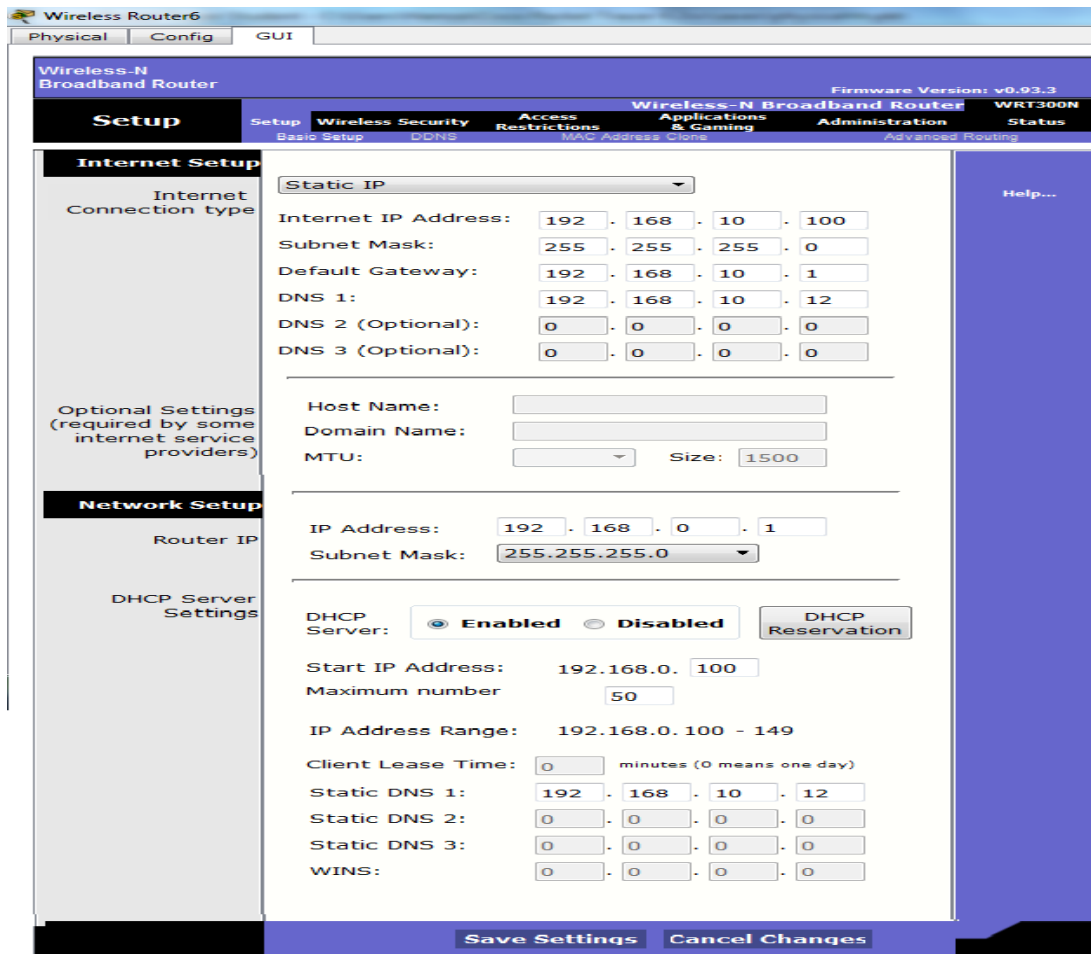 Wireless Router6
Physical Config GUI
Wireless-N
Broadband Router
Firmware Version: v0.93.3
Wireless-N Broadband Router WRT300N
Setup
Setup Wireless Security Access Restrictions Applications & Gaming Administration Status
Basic Setup DDNS MAC Address Clone Advanced Routing
Internet Setup
Internet
Connection type
Static IP
Help...
Internet IP Address: 192 . 168 . 10 . 100
Subnet Mask: 255 . 255 . 255 . 0
Default Gateway: 192 . 168 . 10 . 1
DNS 1: 192 . 168 . 10 . 12
DNS 2 (Optional): 0 . 0 . 0 . 0
DNS 3 (Optional): 0 . 0 . 0 . 0
Optional Settings
(required by some
internet service
providers)
Host Name:
Domain Name:
MTU: Size: 1500
Network Setup
Router IP
IP Address: 192 . 168 . 0 . 1
Subnet Mask: 255.255.255.0
DHCP Server
Settings
DHCP
Server: Enabled Disabled DHCP
Reservation
Start IP Address: 192.168.0. 100
Maximum number 50
IP Address Range: 192.168.0.100 - 149
Client Lease Time: 0 minutes (0 means one day)
Static DNS 1: 192 . 168 . 10 . 12
Static DNS 2: 0 . 0 . 0 . 0
Static DNS 3: 0 . 0 . 0 . 0
WINS: 0 . 0 . 0 . 0
Save Settings Cancel Changes